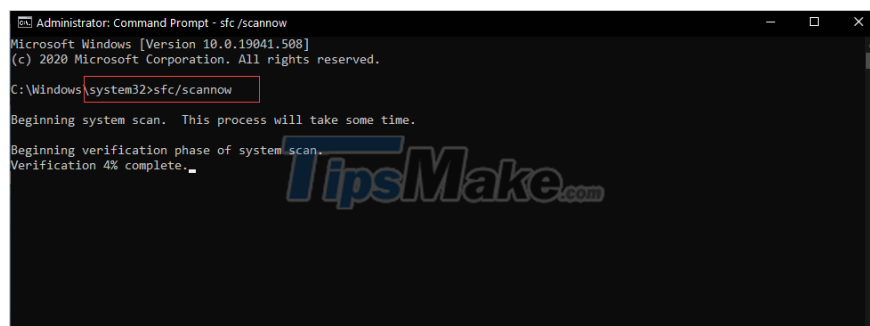 Administrator: Command Prompt - sfc /scannow
Microsoft Windows [Version 10.0.19041.508]
(c) 2020 Microsoft Corporation. All rights reserved.
C:\Windows\system32>sfc/scannow
Beginning system scan.  This process will take some time.
Beginning verification phase of system scan.
Verification 4% complete.
TipsMake.com